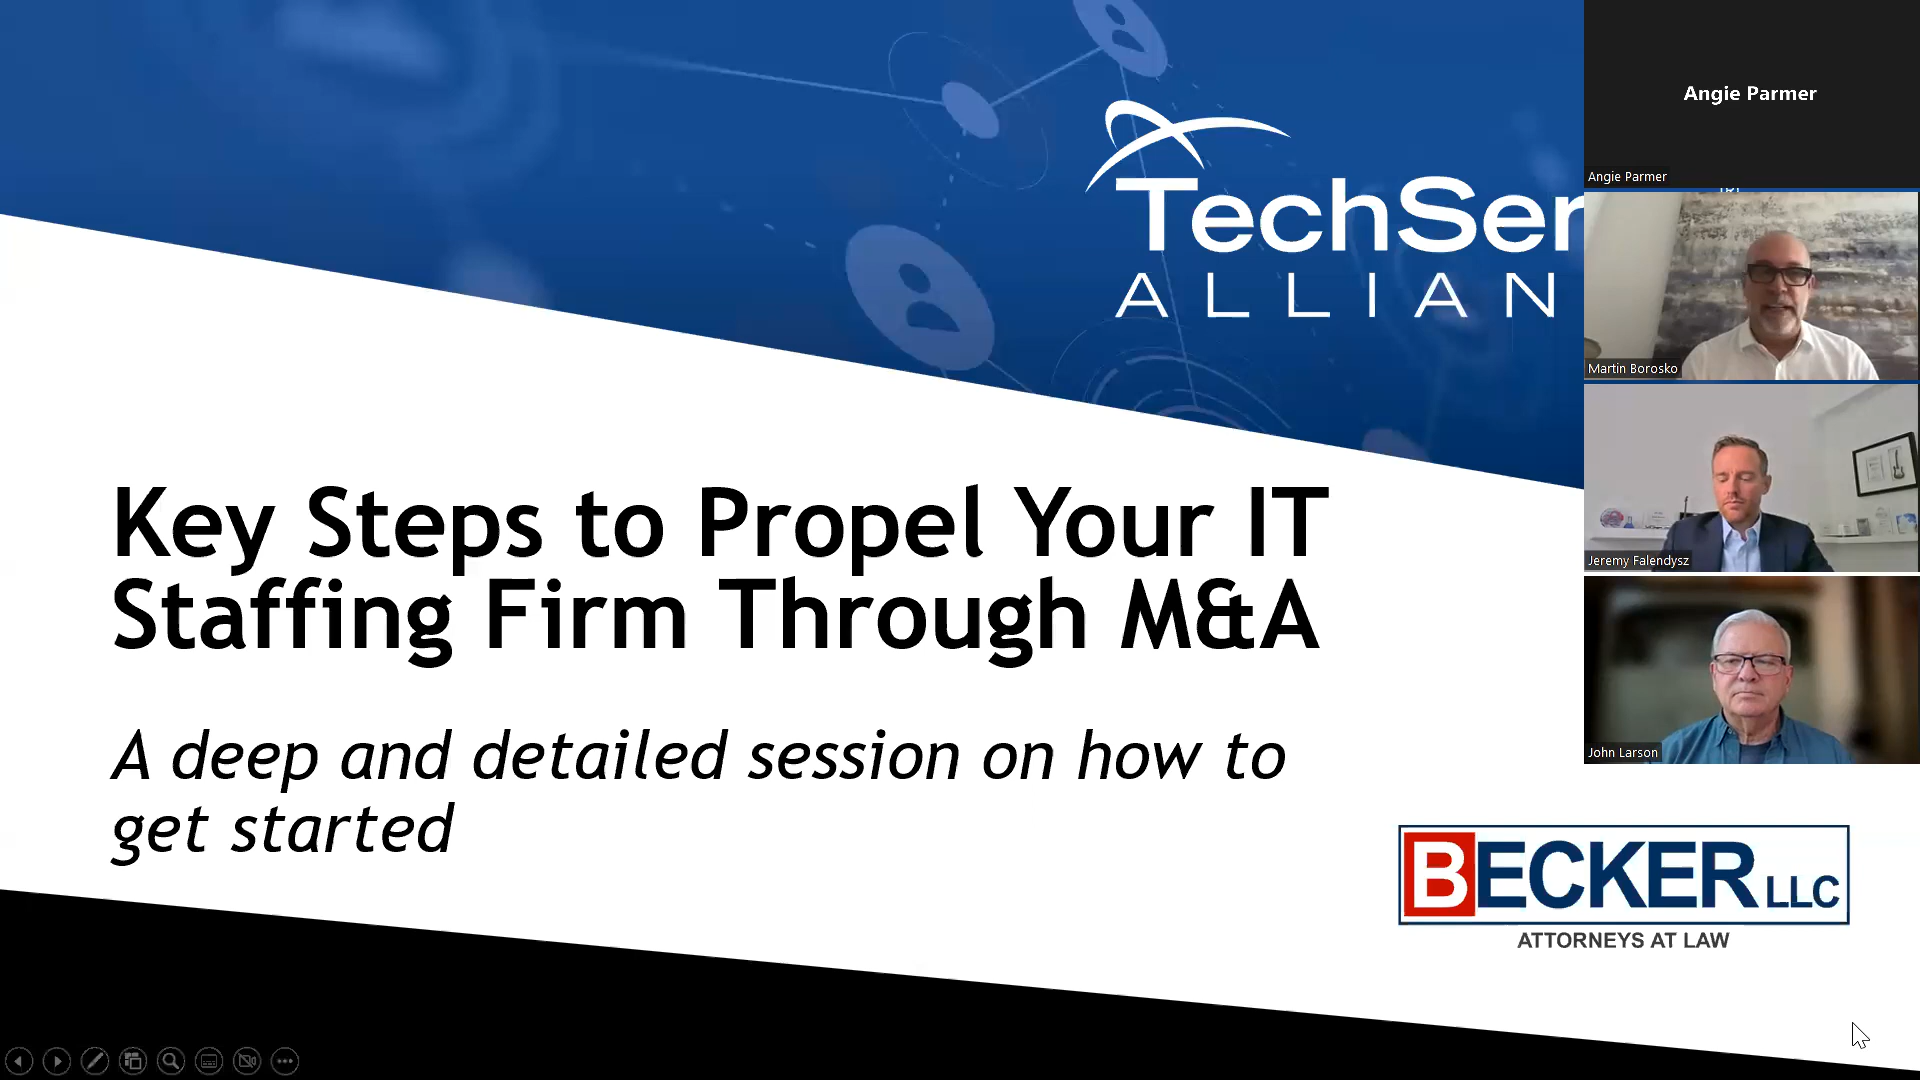 TechSer
ALLIAN
Key Steps to Propel Your IT
Staffing Firm Through M&A
A deep and detailed session on how to
get started
BECKER LLC
ATTORNEYS AT LAW
Angie Parmer
Angie Parmer
Martin Borosko
Jeremy Falendysz
John Larson